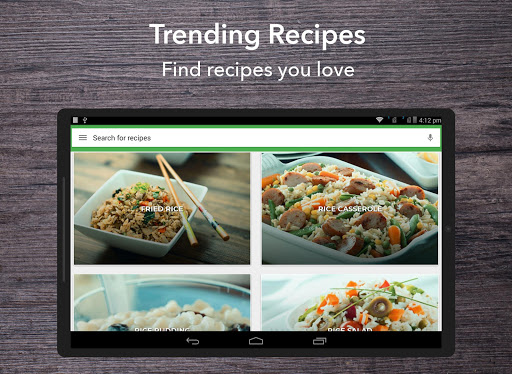 Trending Recipes
Find recipes you love
4:12 pm
Search for recipes
FRIED RICE
RICE CASSEROLE
RICE PUDDING
RICE SALAD